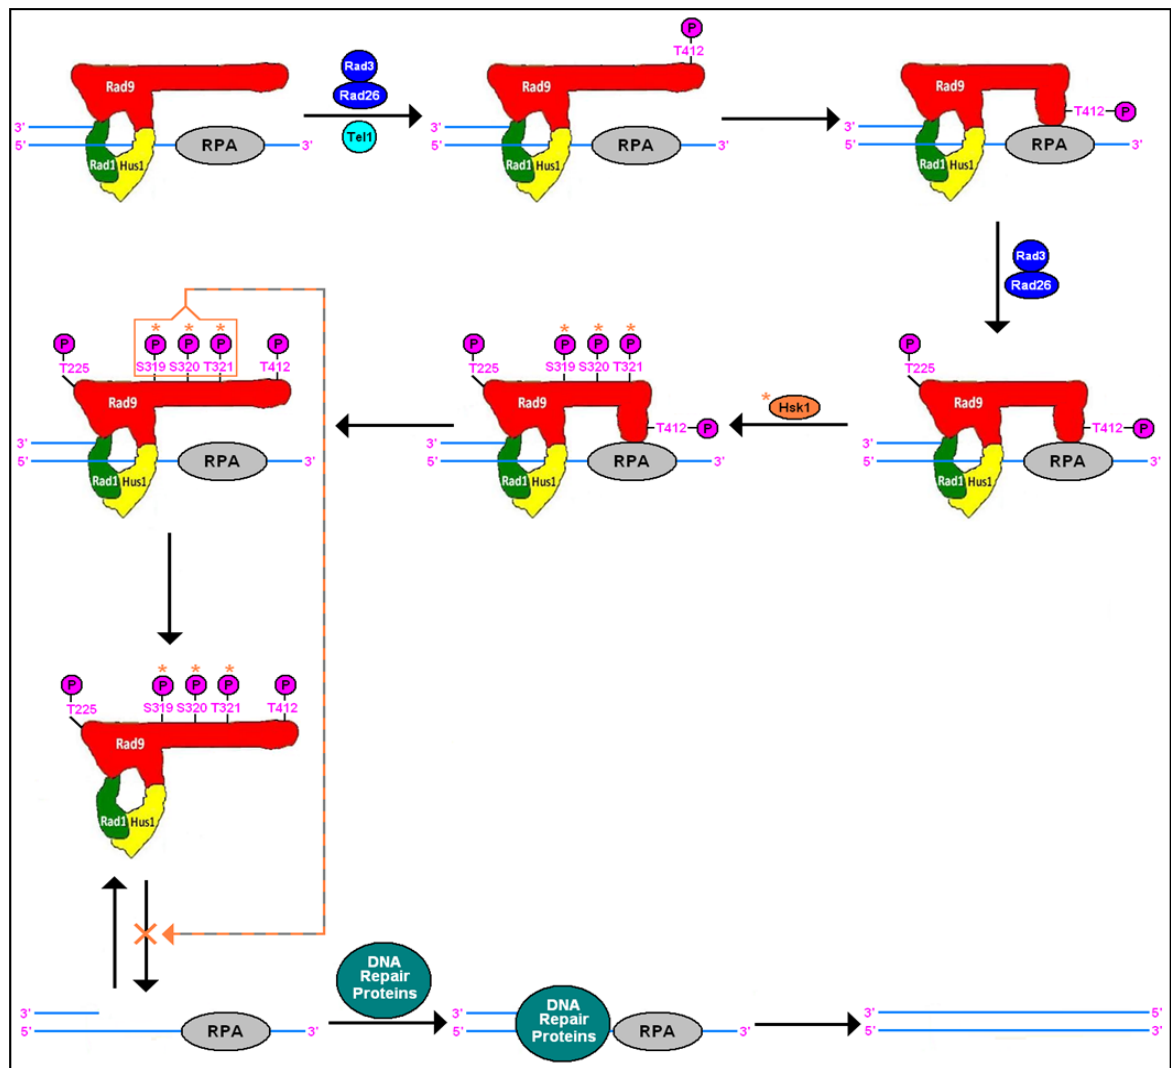 P
T412
Rad3
Rad26
Tel1
Rad9
3'
5'
Rad1 Hus1
RPA
3'
Rad9
3'
5'
Rad1 Hus1
RPA
3'
Rad9
T412 P
3'
5'
Rad1 Hus1
RPA
3'
Rad3
Rad26
* * *
P P P P P
T225 S319 S320 T321 T412
Rad9
3'
5'
Rad1 Hus1
RPA
3'
* * *
P P P P
T225 S319 S320 T321
Rad9
T412 P
3'
5'
Rad1 Hus1
RPA
3'
* Hsk1
P
T225
Rad9
T412 P
3'
5'
Rad1 Hus1
RPA
3'
* * *
P P P P P
T225 S319 S320 T321 T412
Rad9
Rad1 Hus1
3'
5'
RPA
3'
DNA
Repair
Proteins
3'
5'
DNA
Repair
Proteins
RPA
3'
3' 5'
5' 3'